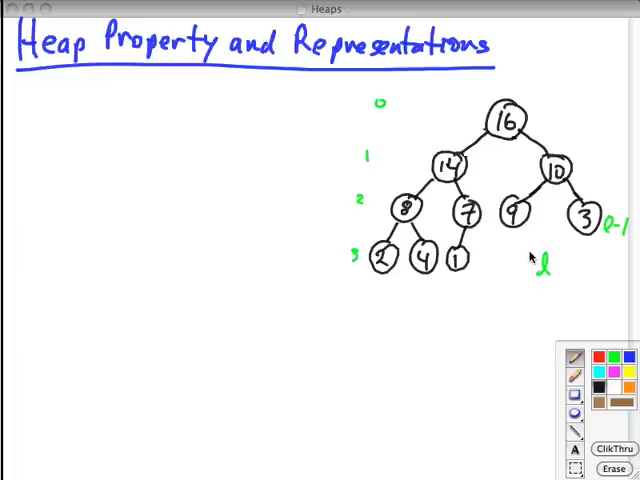 Heaps
Heap Property and Representations
0
16
1
14
10
2
8
7
9
3
l-1
3
2
4
1
l
A
ClikThru
Erase